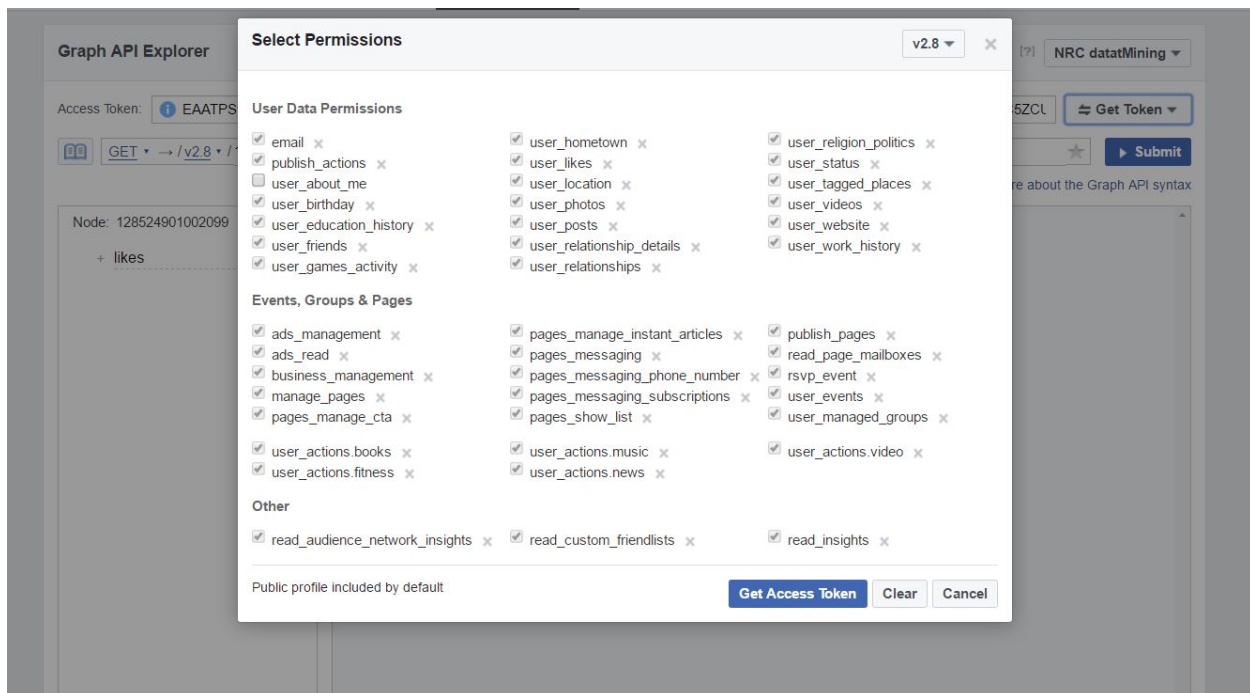 Graph API Explorer
[?] NRC datatMining
Access Token: EAATPS 5ZCL Get Token
GET → / v2.8 / Submit
re about the Graph API syntax
Node: 128524901002099
+ likes
Select Permissions
v2.8
User Data Permissions
email user_hometown user_religion_politics
publish_actions user_likes user_status
user_about_me user_location user_tagged_places
user_birthday user_photos user_videos
user_education_history user_posts user_website
user_friends user_relationship_details user_work_history
user_games_activity user_relationships
Events, Groups & Pages
ads_management pages_manage_instant_articles publish_pages
ads_read pages_messaging read_page_mailboxes
business_management pages_messaging_phone_number rsvp_event
manage_pages pages_messaging_subscriptions user_events
pages_manage_cta pages_show_list user_managed_groups
user_actions.books user_actions.music user_actions.video
user_actions.fitness user_actions.news
Other
read_audience_network_insights read_custom_friendlists read_insights
Public profile included by default
Get Access Token Clear Cancel